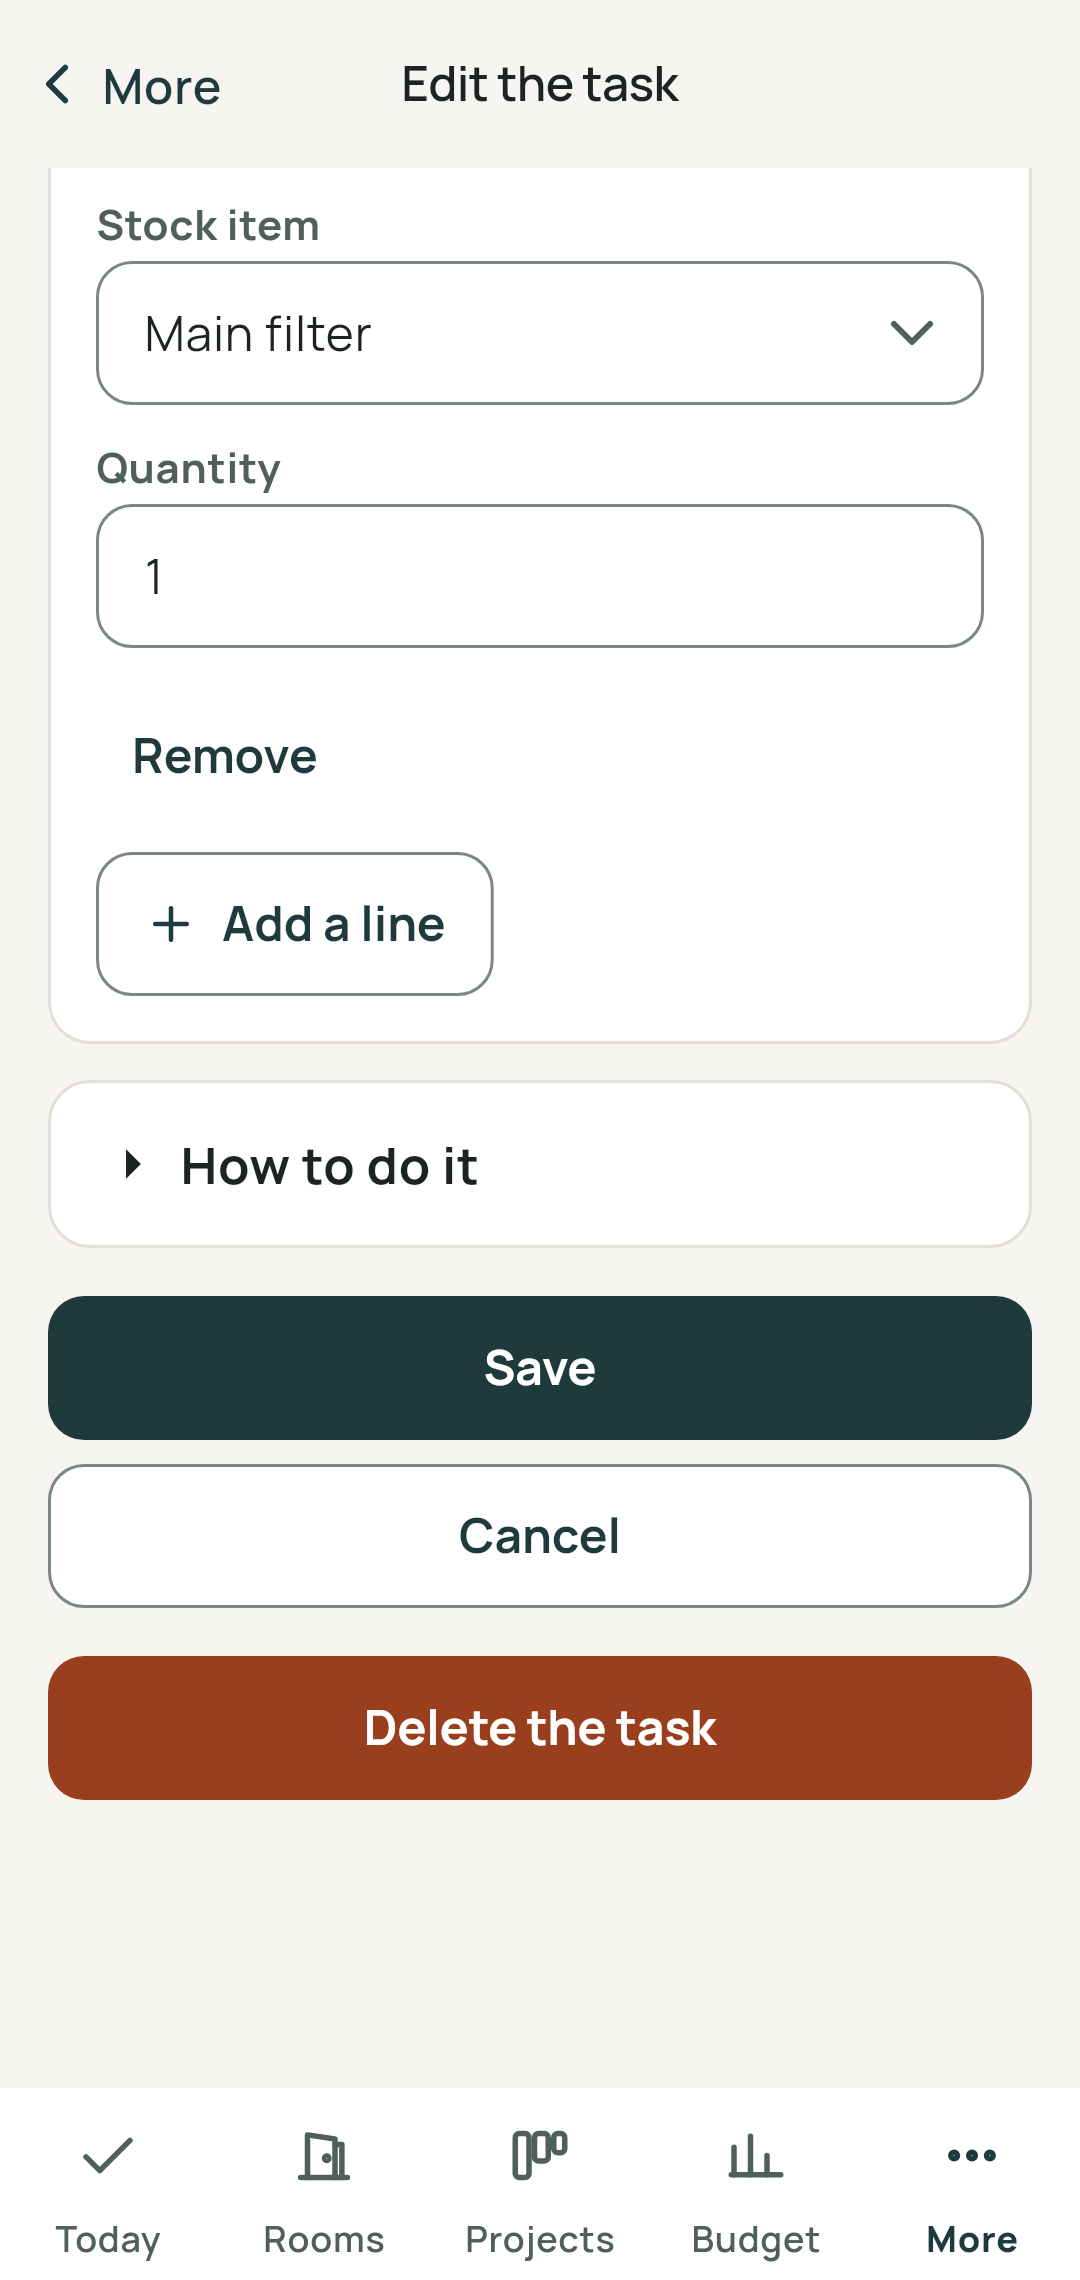 More
Edit the task
Stock item
Main filter
Quantity
1
Remove
Add a line
How to do it
Save
Cancel
Delete the task
Today
Rooms
Projects
Budget
More